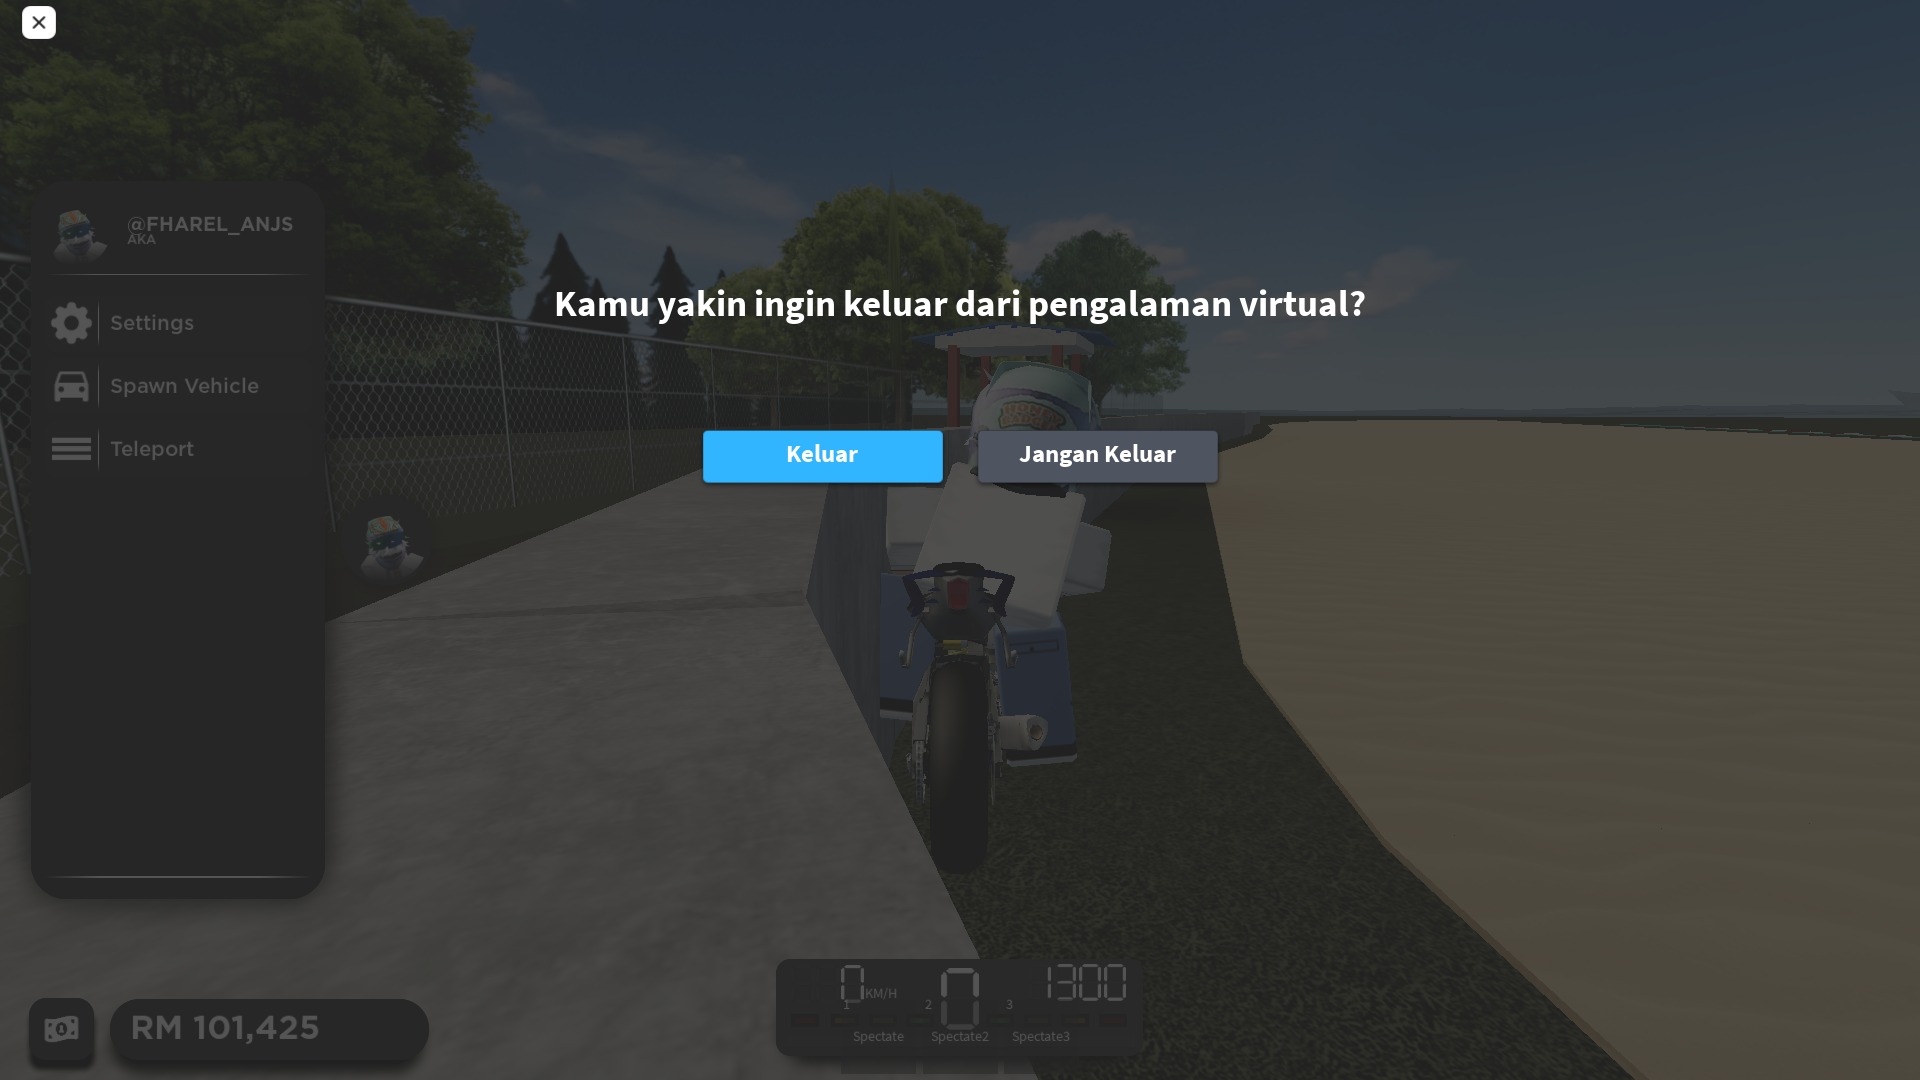 @FHAREL_ANJS
AKA
Settings
Spawn Vehicle
Teleport
Kamu yakin ingin keluar dari pengalaman virtual?
Keluar
Jangan Keluar
RM 101,425
0 KM/H
0
1300
1 2 3
Spectate Spectate2 Spectate3